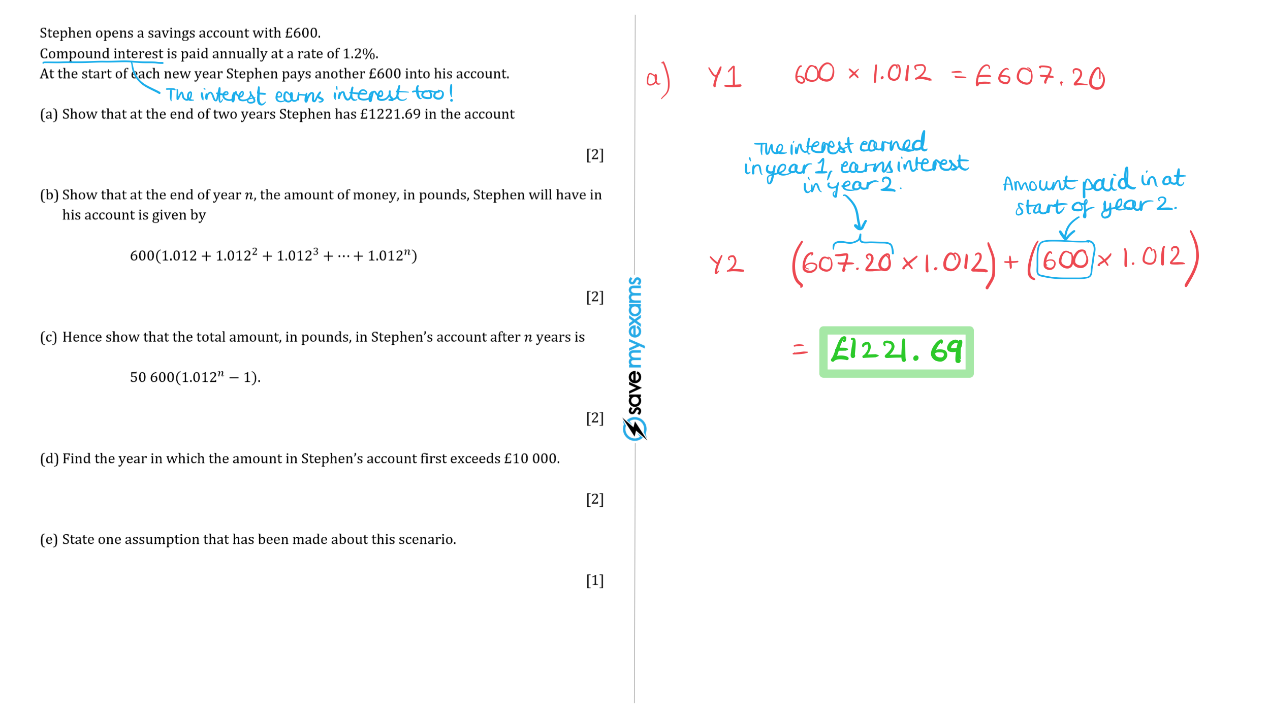 Stephen opens a savings account with £600.
Compound interest is paid annually at a rate of 1.2%.
At the start of each new year Stephen pays another £600 into his account.
The interest earns interest too!
(a) Show that at the end of two years Stephen has £1221.69 in the account
[2]
(b) Show that at the end of year n, the amount of money, in pounds, Stephen will have in
his account is given by
600(1.012 + 1.012² + 1.012³ + ⋯ + 1.012ⁿ)
[2]
(c) Hence show that the total amount, in pounds, in Stephen's account after n years is
50 600(1.012ⁿ − 1).
[2]
(d) Find the year in which the amount in Stephen's account first exceeds £10 000.
[2]
(e) State one assumption that has been made about this scenario.
[1]
save my exams
a) Y1 600 × 1.012 = £607.20
The interest earned
in year 1, earns interest
in year 2.
Amount paid in at
start of year 2.
Y2 (607.20 × 1.012) + (600 × 1.012)
= £1221.69